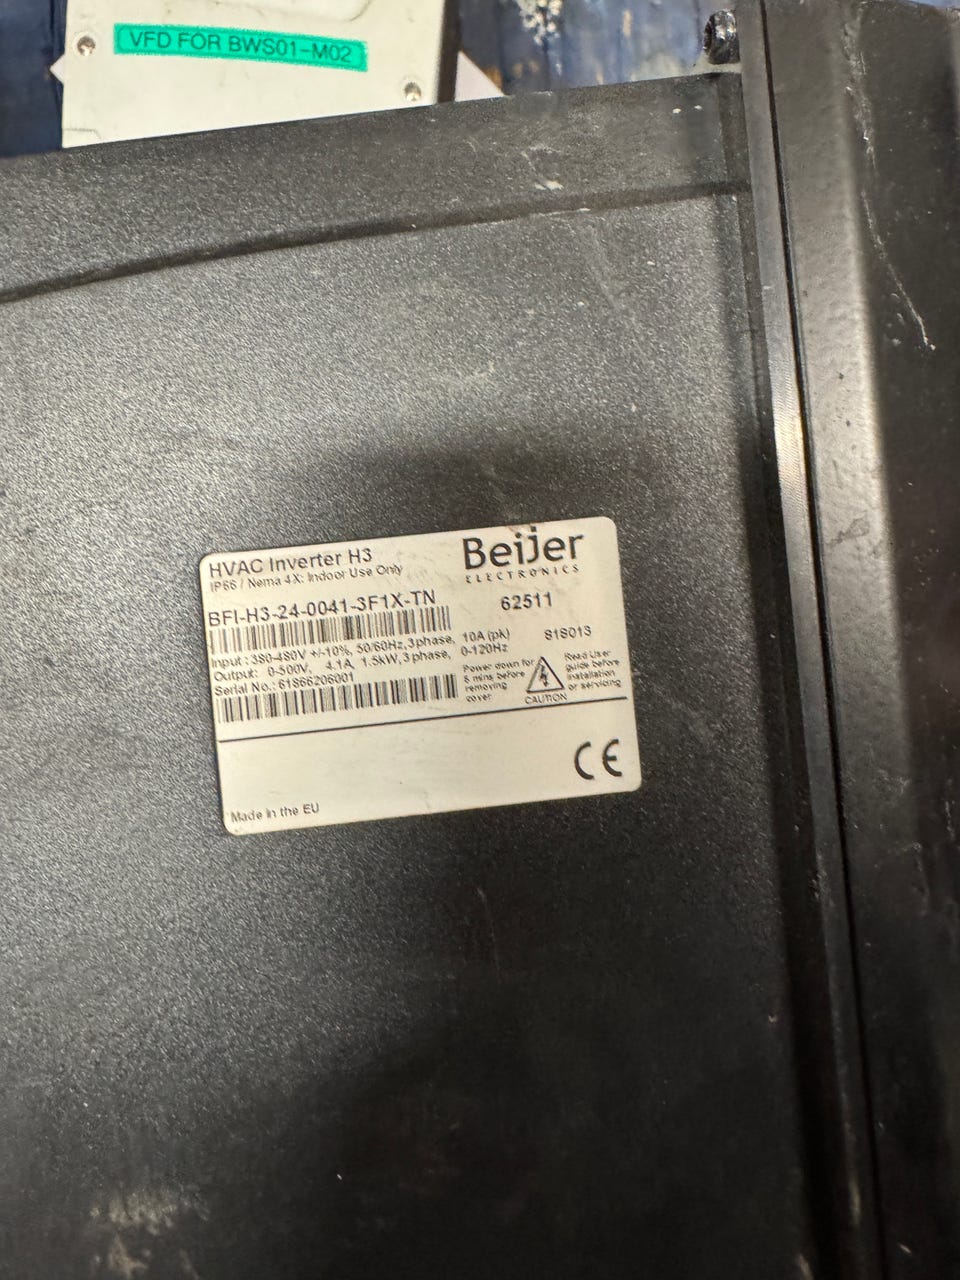 VFD FOR BWS01-M02
HVAC Inverter H3
IP66 / Nema 4X: Indoor Use Only
Beijer
ELECTRONICS
BFI-H3-24-0041-3F1X-TN
62511
Input : 380-480V +/-10%, 50/60Hz, 3 phase, 10A (pk)
818013
Output: 0-500V, 4.1A, 1.5kW, 3 phase, 0-120Hz
Serial No.: 61866206001
Power down for
5 mins before
removing
cover
CAUTION
Read User
guide before
installation
or servicing
CE
Made in the EU